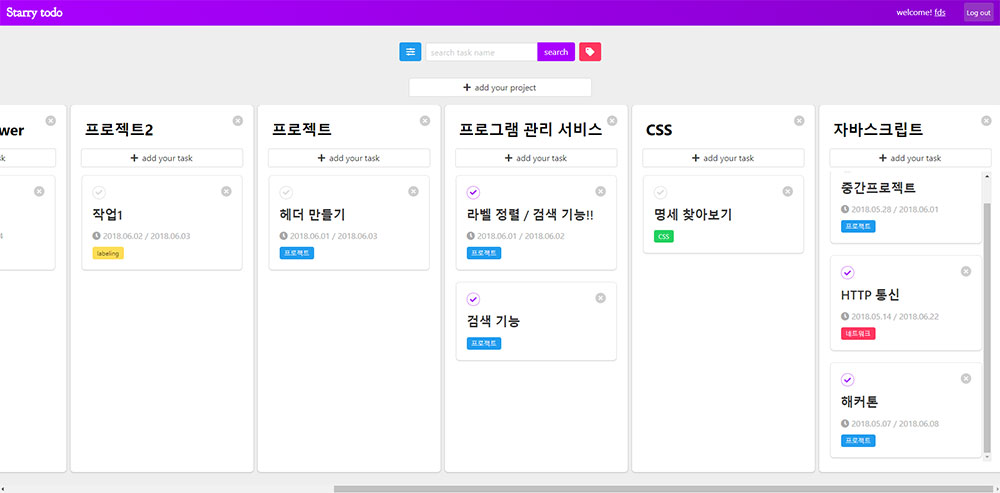 Starry todo
welcome! fds
Log out
search task name
search
add your project
wer
sk
4
프로젝트2
add your task
작업1
2018.06.02 / 2018.06.03
labeling
프로젝트
add your task
헤더 만들기
2018.06.01 / 2018.06.03
프로젝트
프로그램 관리 서비스
add your task
라벨 정렬 / 검색 기능!!
2018.06.01 / 2018.06.02
프로젝트
검색 기능
프로젝트
CSS
add your task
명세 찾아보기
CSS
자바스크립트
add your task
중간프로젝트
2018.05.28 / 2018.06.01
프로젝트
HTTP 통신
2018.05.14 / 2018.06.22
네트워크
해커톤
2018.05.07 / 2018.06.08
프로젝트